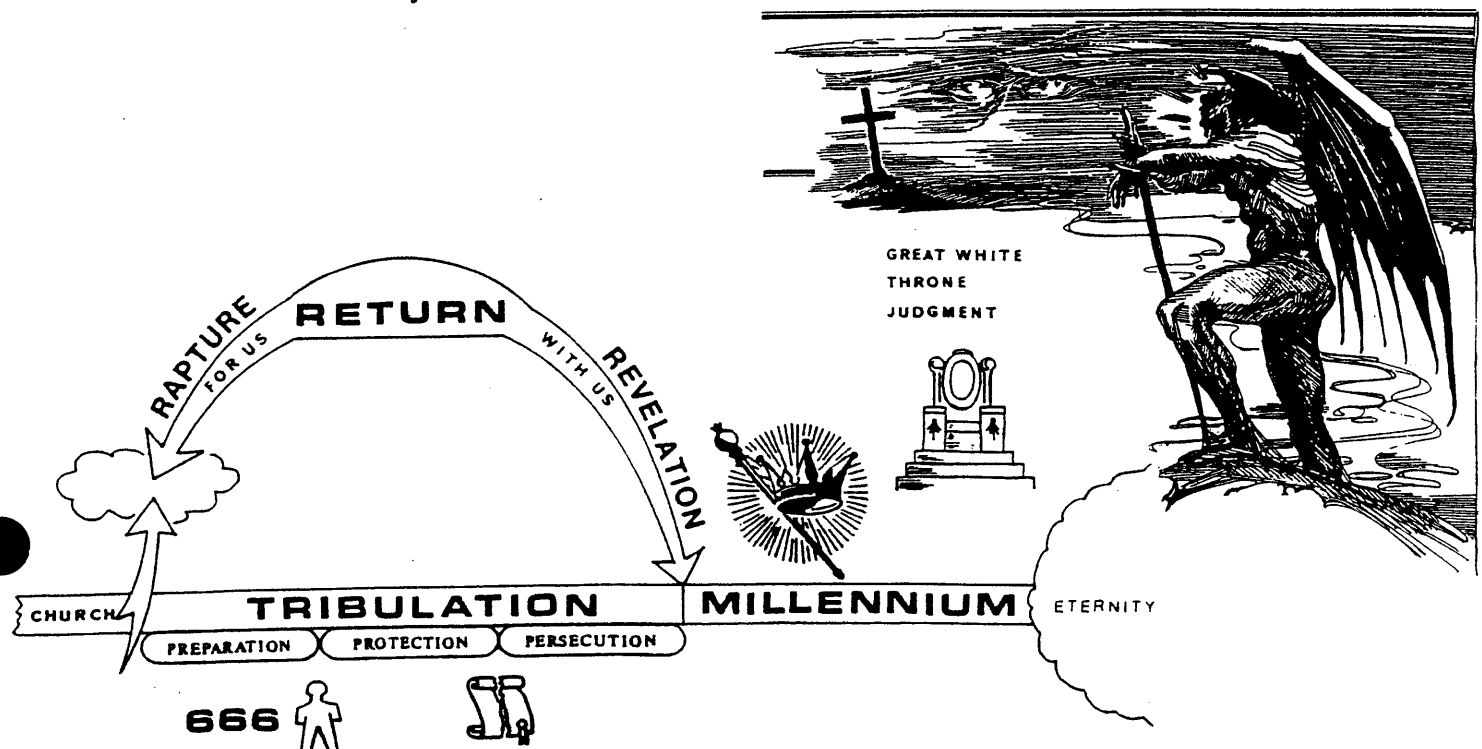 GREAT WHITE
THRONE
JUDGMENT
RETURN
RAPTURE
FOR US
WITH US
REVELATION
CHURCH
TRIBULATION
MILLENNIUM
ETERNITY
PREPARATION
PROTECTION
PERSECUTION
666